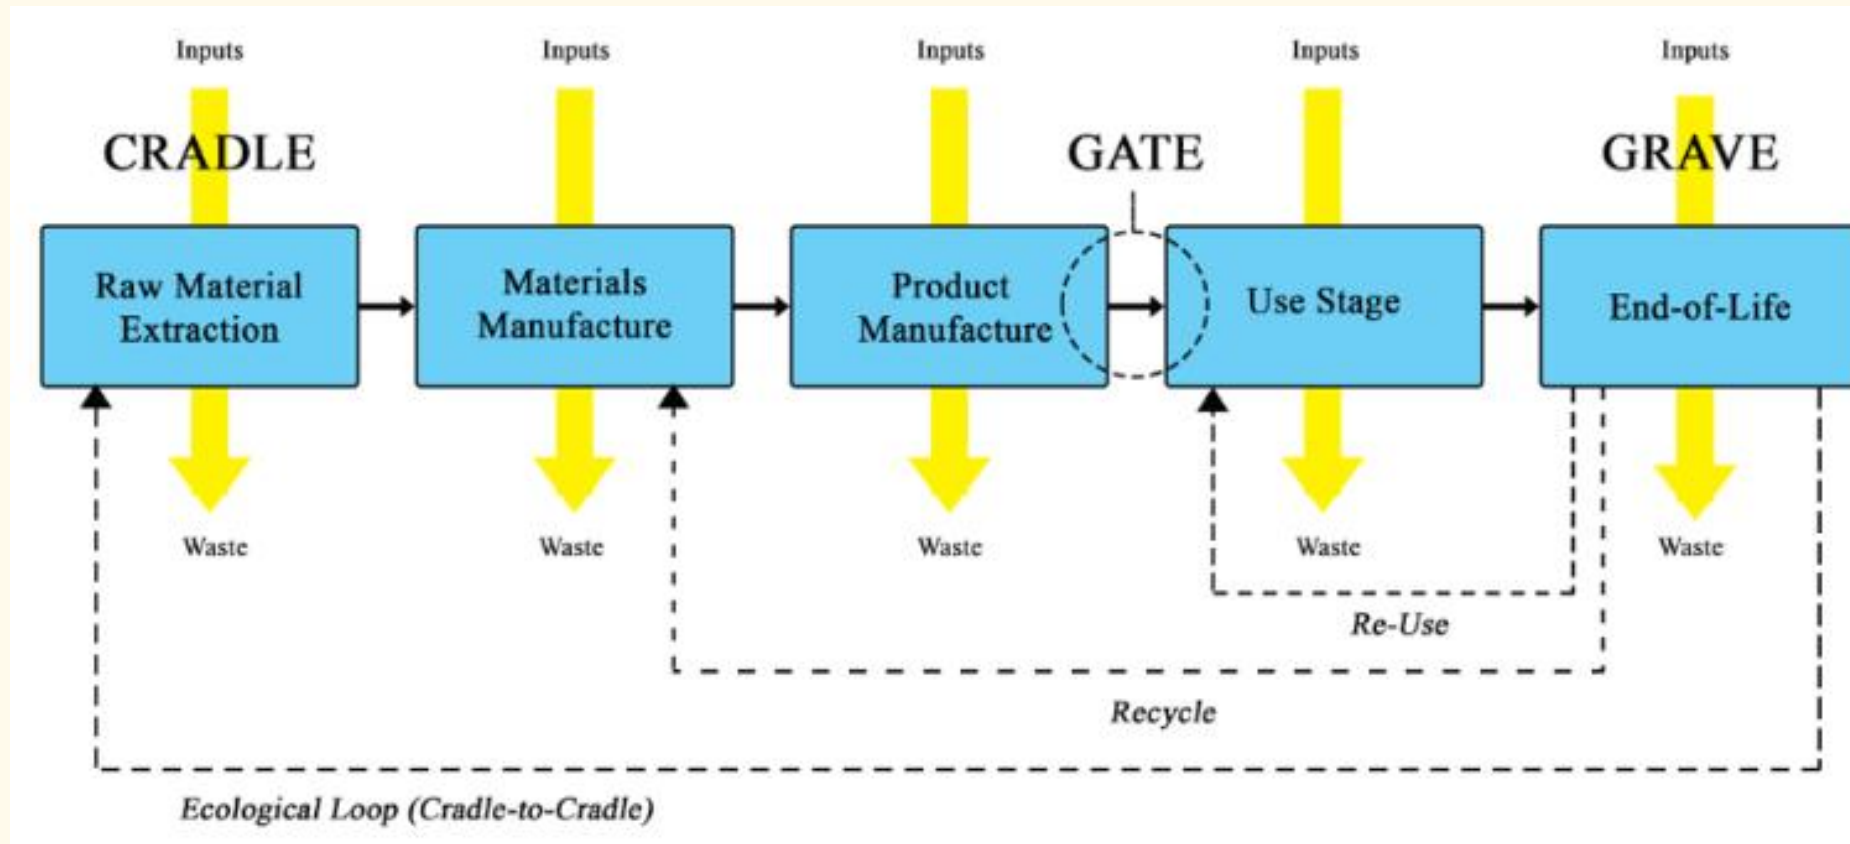 Inputs
Inputs
Inputs
Inputs
Inputs
CRADLE
GATE
GRAVE
Raw Material
Extraction
Materials
Manufacture
Product
Manufacture
Use Stage
End-of-Life
Waste
Waste
Waste
Waste
Waste
Re-Use
Recycle
Ecological Loop (Cradle-to-Cradle)